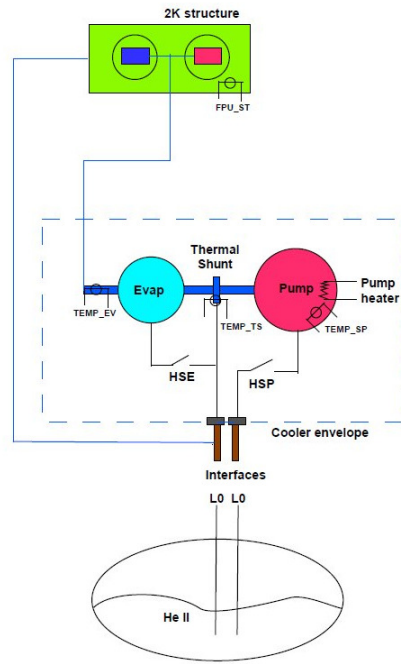 2K structure
FPU_ST
Thermal
Shunt
Evap
Pump
Pump
heater
TEMP_EV
TEMP_TS
TEMP_SP
HSE
HSP
Cooler envelope
Interfaces
L0 L0
He II